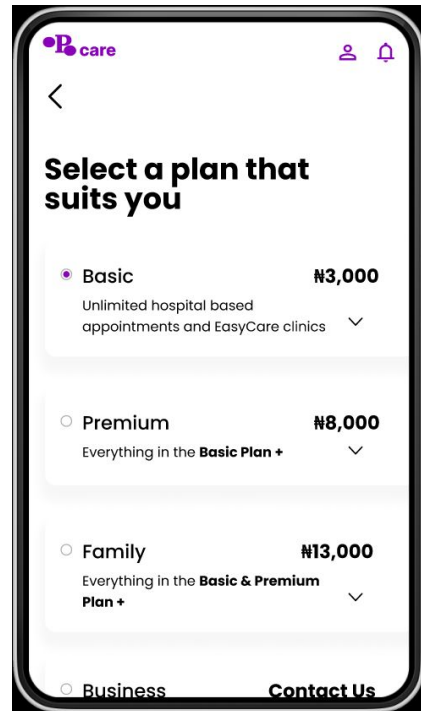 P care
Select a plan that
suits you
Basic ₦3,000
Unlimited hospital based
appointments and EasyCare clinics
Premium ₦8,000
Everything in the Basic Plan +
Family ₦13,000
Everything in the Basic & Premium
Plan +
Business Contact Us